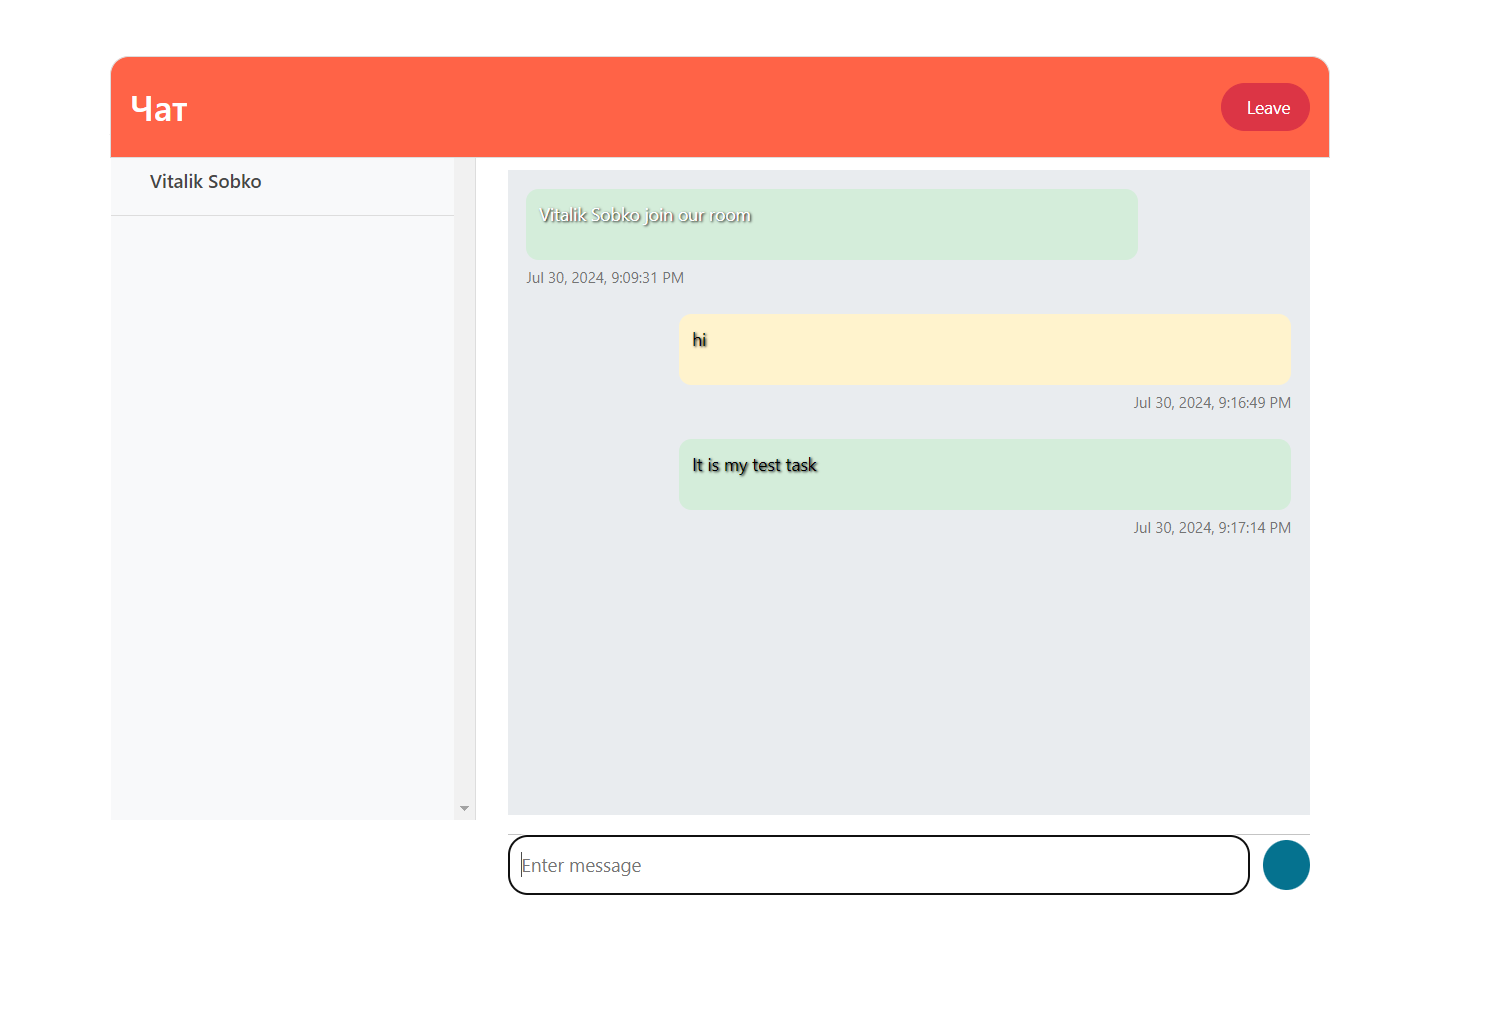 Чат
Leave
Vitalik Sobko
Vitalik Sobko join our room
Jul 30, 2024, 9:09:31 PM
hi
Jul 30, 2024, 9:16:49 PM
It is my test task
Jul 30, 2024, 9:17:14 PM
Enter message